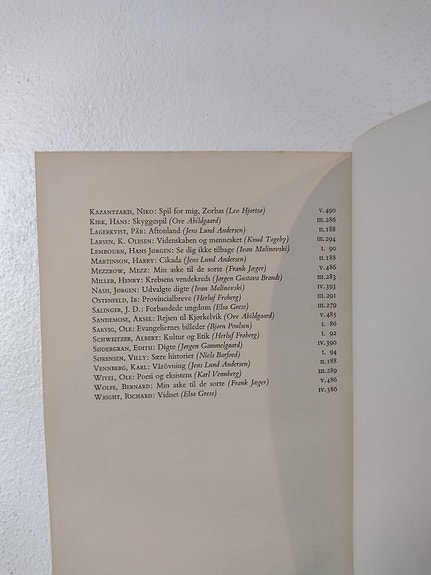 Kazantzakis, Niko: Spil for mig, Zorbas (Leo Hjortsø) v. 490
Kirk, Hans: Skyggespil (Ove Abildgaard) III. 286
Lagerkvist, Pär: Aftonland (Jens Lund Andersen) II. 188
Larsen, K. Olesen: Videnskaben og mennesket (Knud Tageby) III. 294
Lembourn, Hans Jørgen: Se dig ikke tilbage (Ivan Malinovski) I. 90
Martinson, Harry: Cikada (Jens Lund Andersen) II. 188
Mezzrow, Mezz: Min aske til de sorte (Frank Jæger) v. 486
Miller, Henry: Krebsens vendekreds (Jørgen Gustava Brandt) III. 283
Nash, Jørgen: Udvalgte digte (Ivan Malinovski) IV. 393
Ostenfeld, Ib: Provincialbreve (Herluf Froberg) III. 291
Salinger, J. D.: Forbandede ungdom (Elsa Gress) III. 279
Sandemose, Aksel: Rejsen til Kjørkelvik (Ove Abildgaard) v. 483
Sarvig, Ole: Evangeliernes billeder (Bjørn Poulsen) I. 86
Schweitzer, Albert: Kultur og Etik (Herluf Froberg) I. 92
Södergran, Edith: Digte (Jørgen Gammelgaard) IV. 390
Sørensen, Villy: Sære historier (Niels Barfoed) I. 94
Vennberg, Karl: Vårövning (Jens Lund Andersen) II. 188
Wivel, Ole: Poesi og eksistens (Karl Vennberg) III. 289
Wolfe, Bernard: Min aske til de sorte (Frank Jæger) v. 486
Wright, Richard: Vidnet (Elsa Gress) IV. 386